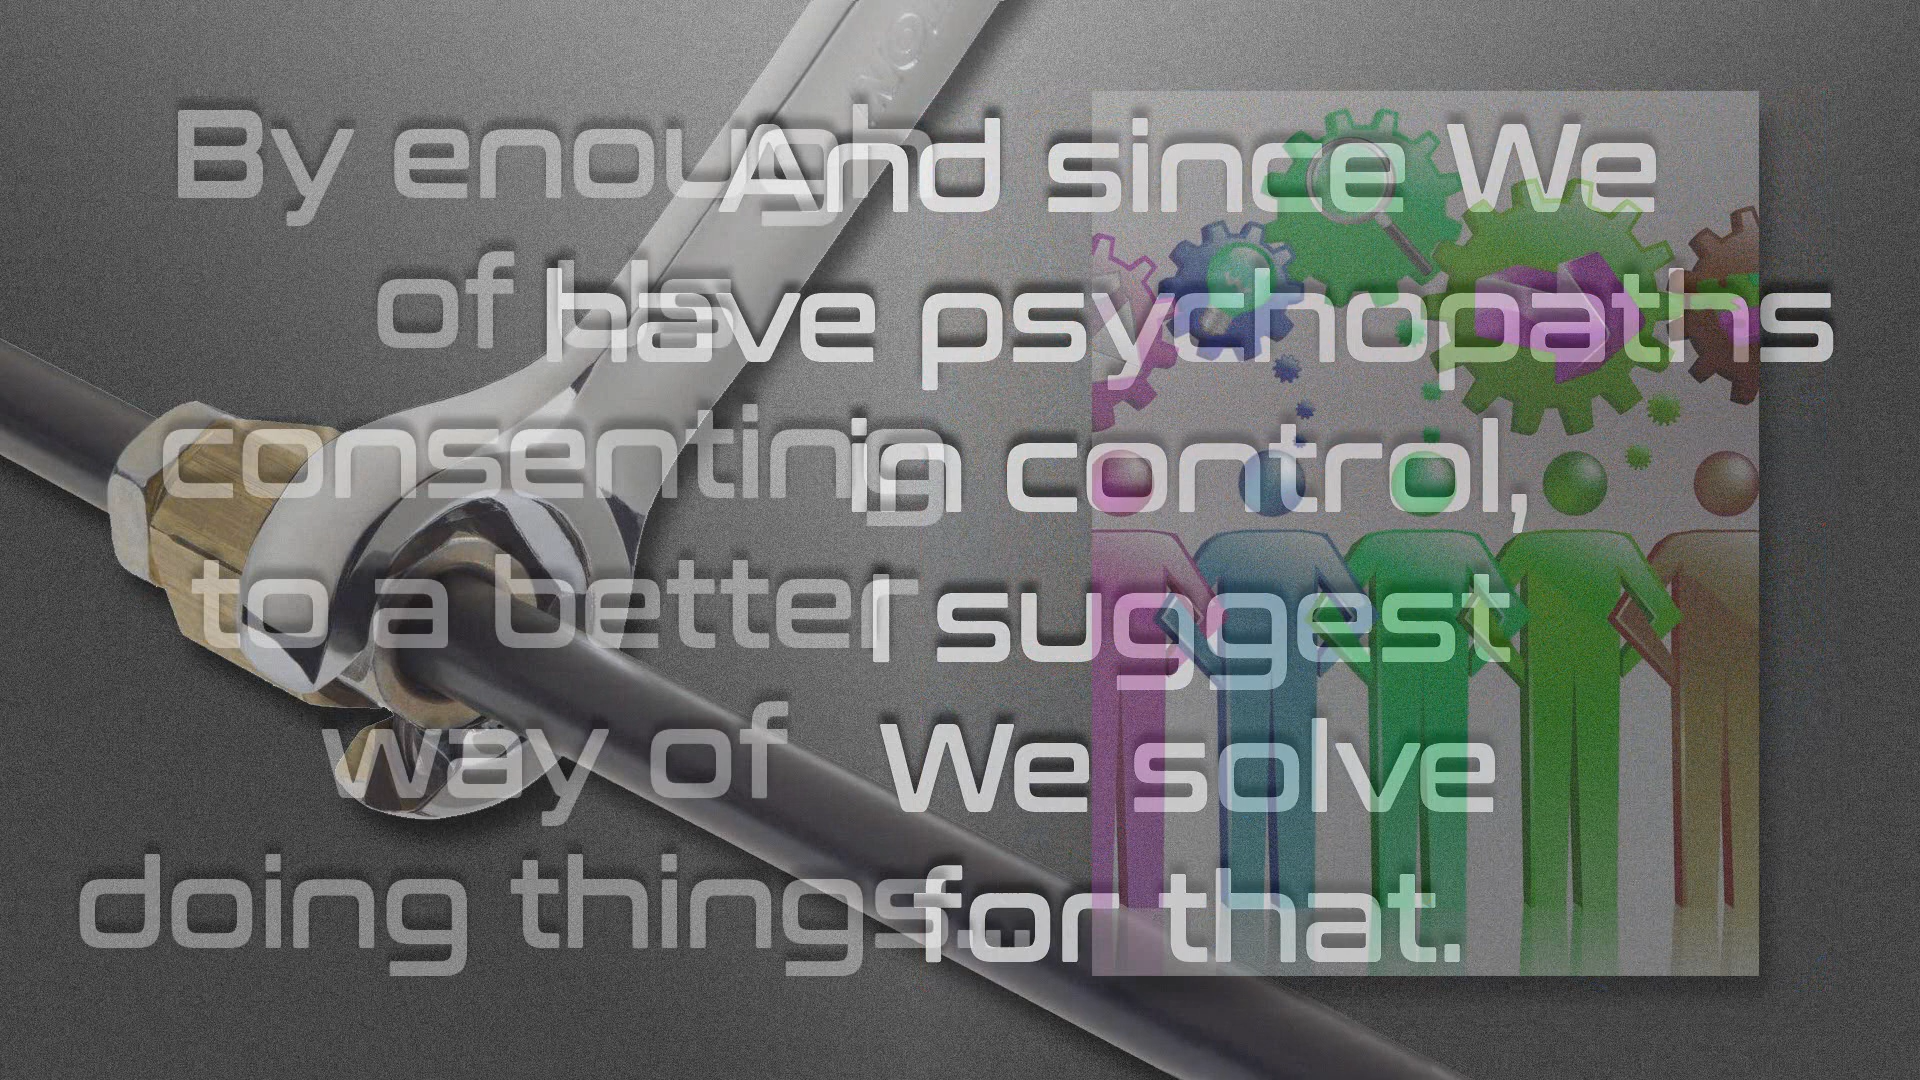 By enough
of Us
consenting
to a better
way of
doing things...
And since We
Have psychopaths
in control,
I suggest
We solve
for that.